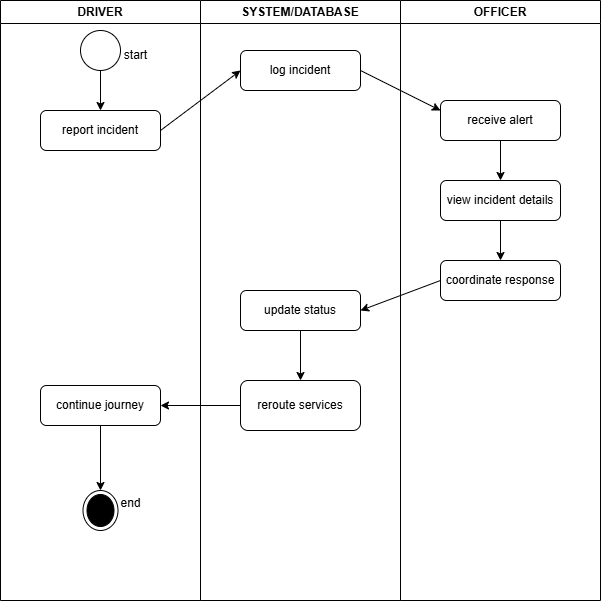 DRIVER
SYSTEM/DATABASE
OFFICER
start
log incident
report incident
receive alert
view incident details
coordinate response
update status
reroute services
continue journey
end